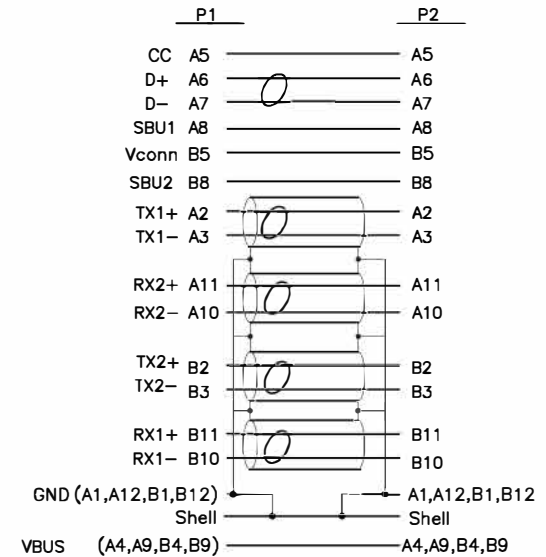 P1 P2
CC A5 A5
D+ A6 A6
D– A7 A7
SBU1 A8 A8
Vconn B5 B5
SBU2 B8 B8
TX1+ A2 A2
TX1– A3 A3
RX2+ A11 A11
RX2– A10 A10
TX2+ B2 B2
TX2– B3 B3
RX1+ B11 B11
RX1– B10 B10
GND (A1,A12,B1,B12) A1,A12,B1,B12
Shell Shell
VBUS (A4,A9,B4,B9) A4,A9,B4,B9